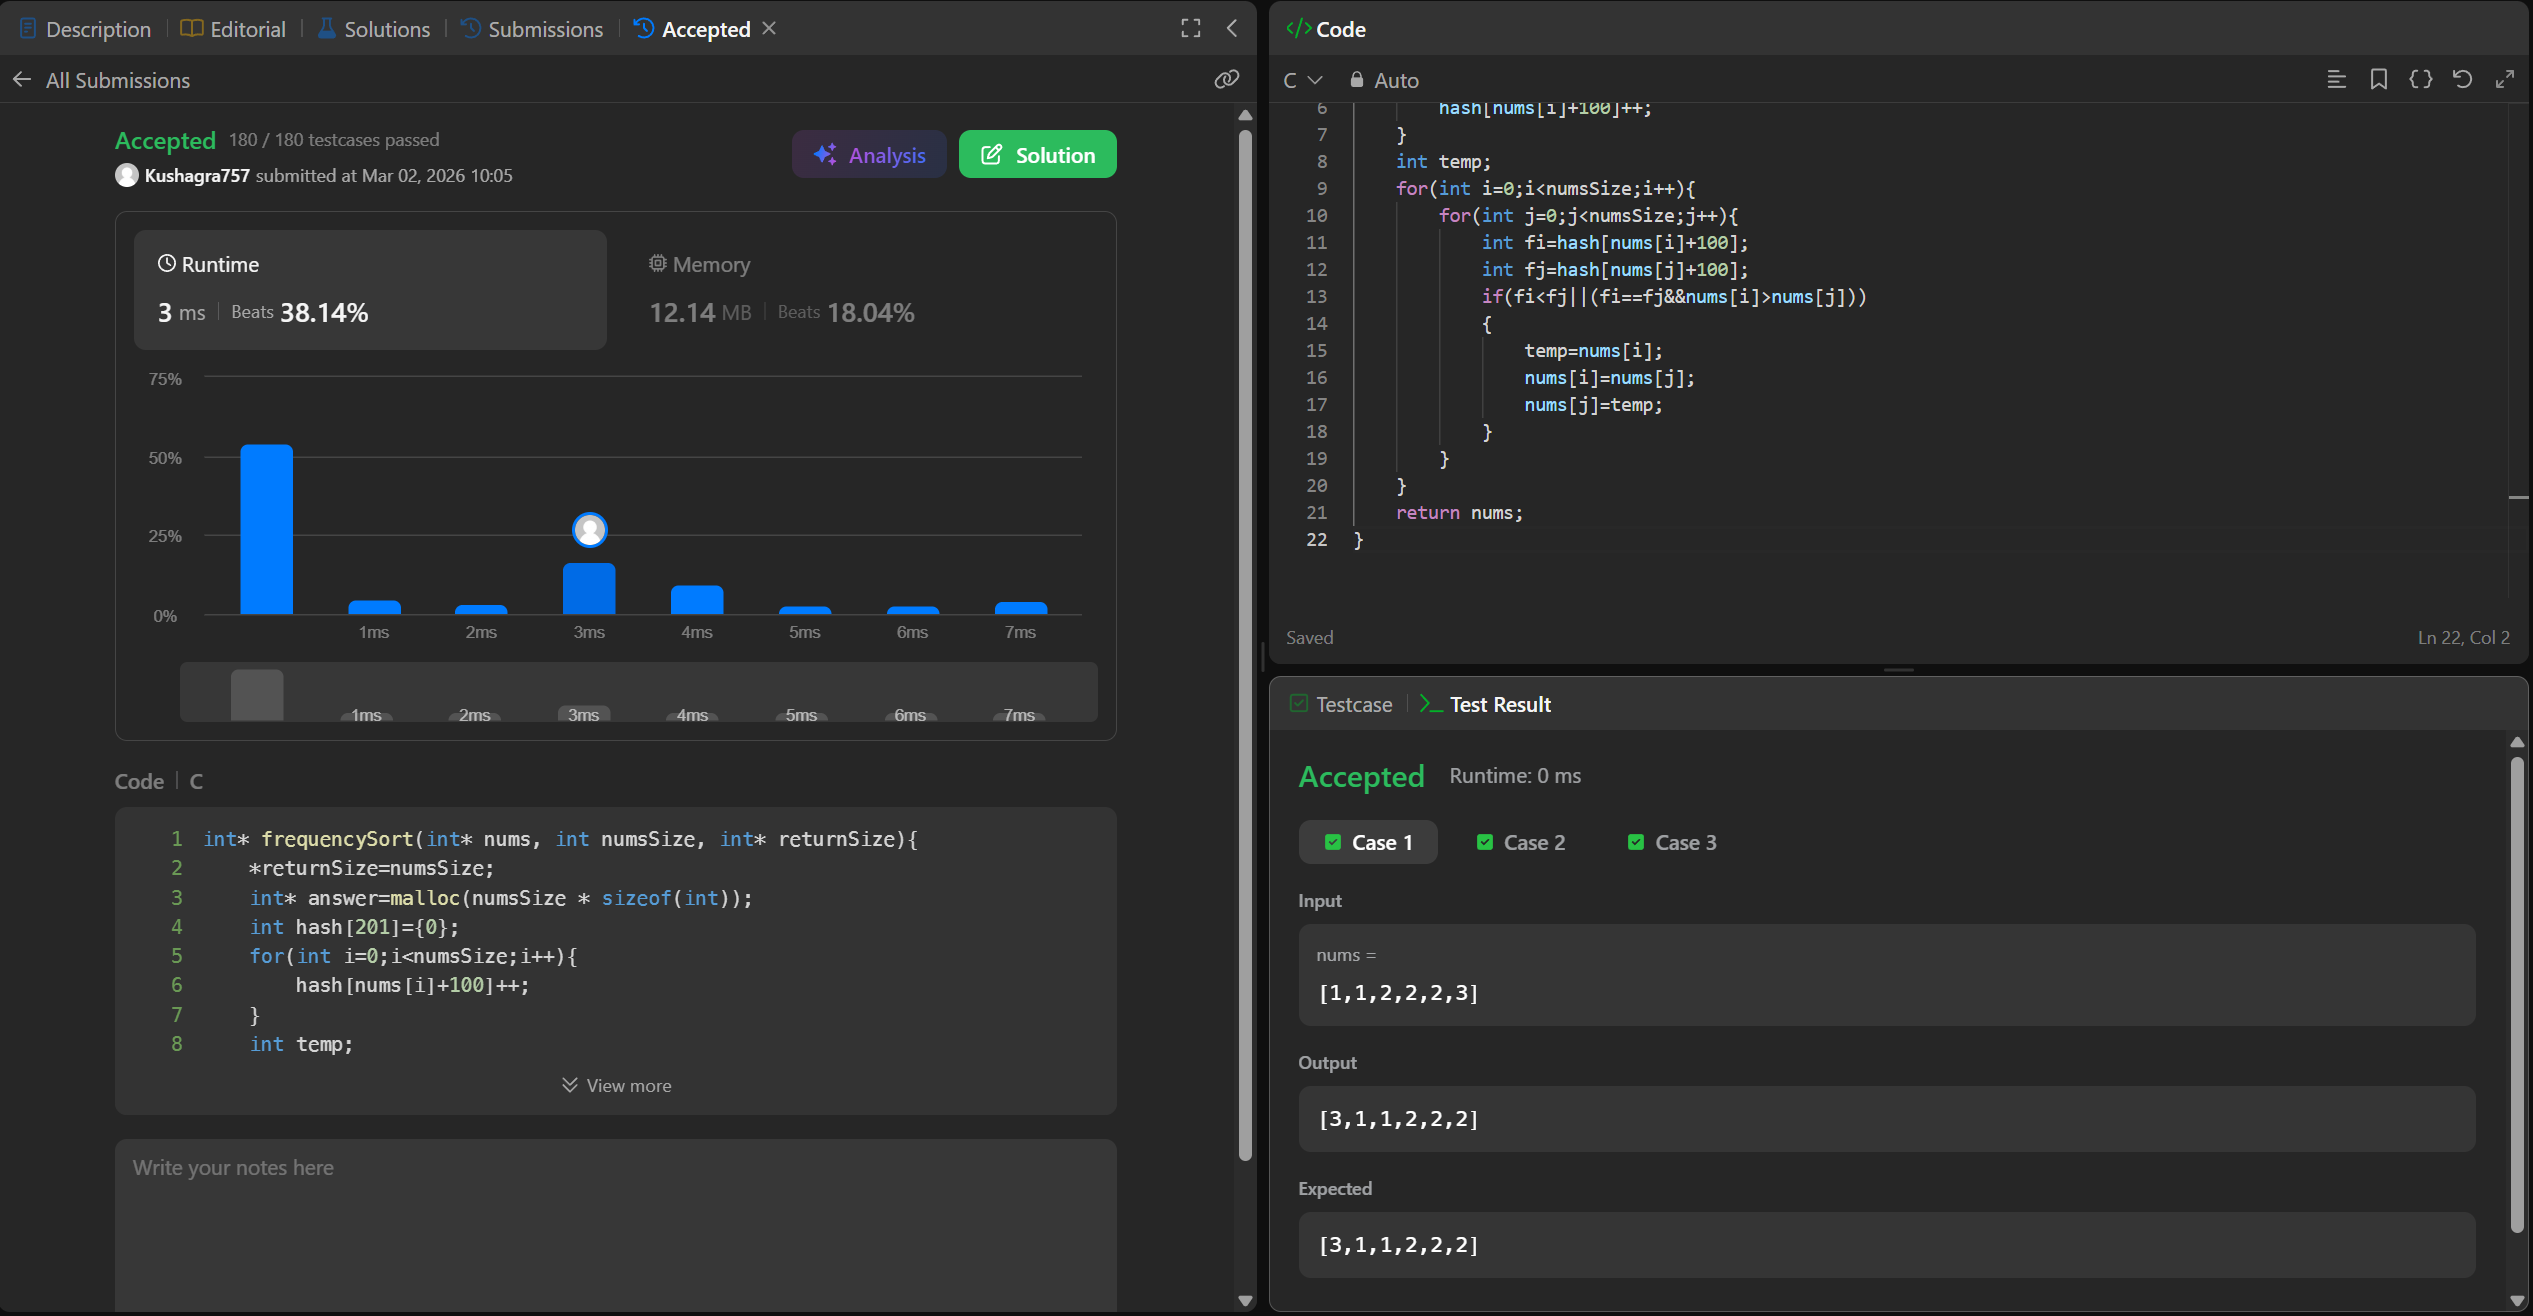 Description
Editorial
Solutions
Submissions
Accepted
All Submissions
Accepted 180 / 180 testcases passed
Kushagra757 submitted at Mar 02, 2026 10:05
Analysis
Solution
Runtime
3 ms Beats 38.14%
Memory
12.14 MB Beats 18.04%
75%
50%
25%
0%
1ms 2ms 3ms 4ms 5ms 6ms 7ms
1ms 2ms 3ms 4ms 5ms 6ms 7ms
Code C
1 int* frequencySort(int* nums, int numsSize, int* returnSize){
2     *returnSize=numsSize;
3     int* answer=malloc(numsSize * sizeof(int));
4     int hash[201]={0};
5     for(int i=0;i<numsSize;i++){
6         hash[nums[i]+100]++;
7     }
8     int temp;
View more
Write your notes here
</> Code
C
Auto
6         hash[nums[i]+100]++;
7     }
8     int temp;
9     for(int i=0;i<numsSize;i++){
10         for(int j=0;j<numsSize;j++){
11             int fi=hash[nums[i]+100];
12             int fj=hash[nums[j]+100];
13             if(fi<fj||(fi==fj&&nums[i]>nums[j]))
14             {
15                 temp=nums[i];
16                 nums[i]=nums[j];
17                 nums[j]=temp;
18             }
19         }
20     }
21     return nums;
22 }
Saved
Ln 22, Col 2
Testcase
Test Result
Accepted Runtime: 0 ms
Case 1
Case 2
Case 3
Input
nums =
[1,1,2,2,2,3]
Output
[3,1,1,2,2,2]
Expected
[3,1,1,2,2,2]